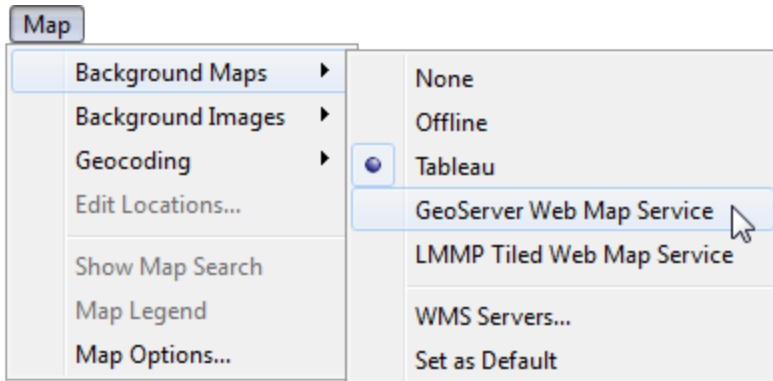 Map
Background Maps
Background Images
Geocoding
Edit Locations...
Show Map Search
Map Legend
Map Options...
None
Offline
Tableau
GeoServer Web Map Service
LMMP Tiled Web Map Service
WMS Servers...
Set as Default